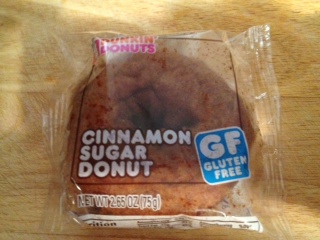 DUNKIN'
DONUTS
CINNAMON
SUGAR
DONUT
GF
GLUTEN
FREE
NET WT 2.65 OZ (75g)